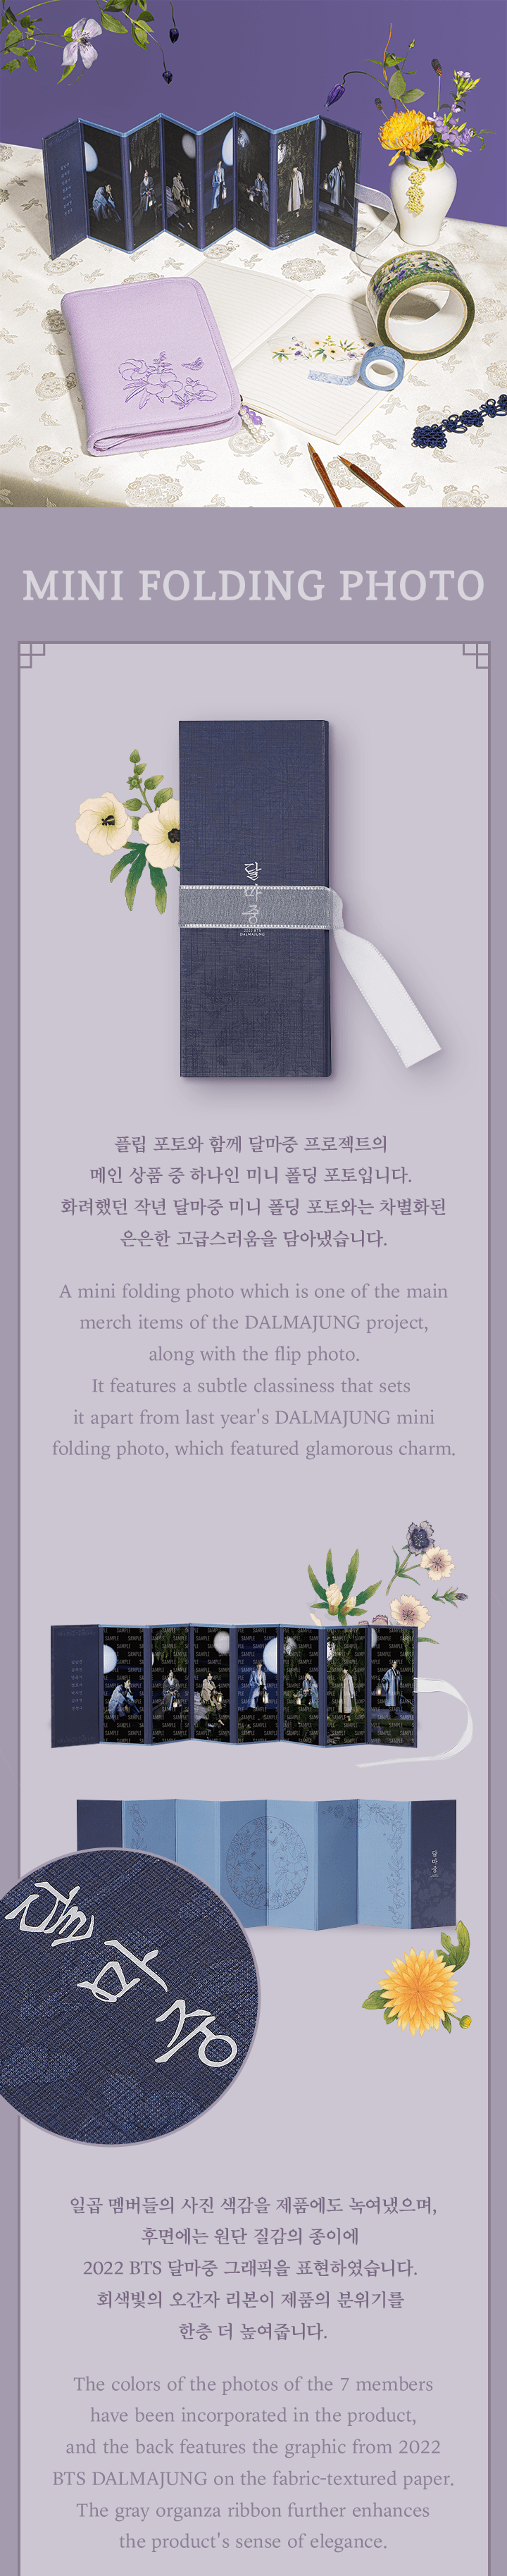 MINI FOLDING PHOTO
달마중
2022 BTS
DALMAJUNG
플립 포토와 함께 달마중 프로젝트의
메인 상품 중 하나인 미니 폴딩 포토입니다.
화려했던 작년 달마중 미니 폴딩 포토와는 차별화된
은은한 고급스러움을 담아냈습니다.
A mini folding photo which is one of the main
merch items of the DALMAJUNG project,
along with the flip photo.
It features a subtle classiness that sets
it apart from last year's DALMAJUNG mini
folding photo, which featured glamorous charm.
SAMPLE
달마중
달마중
일곱 멤버들의 사진 색감을 제품에도 녹여냈으며,
후면에는 원단 질감의 종이에
2022 BTS 달마중 그래픽을 표현하였습니다.
회색빛의 오간자 리본이 제품의 분위기를
한층 더 높여줍니다.
The colors of the photos of the 7 members
have been incorporated in the product,
and the back features the graphic from 2022
BTS DALMAJUNG on the fabric-textured paper.
The gray organza ribbon further enhances
the product's sense of elegance.